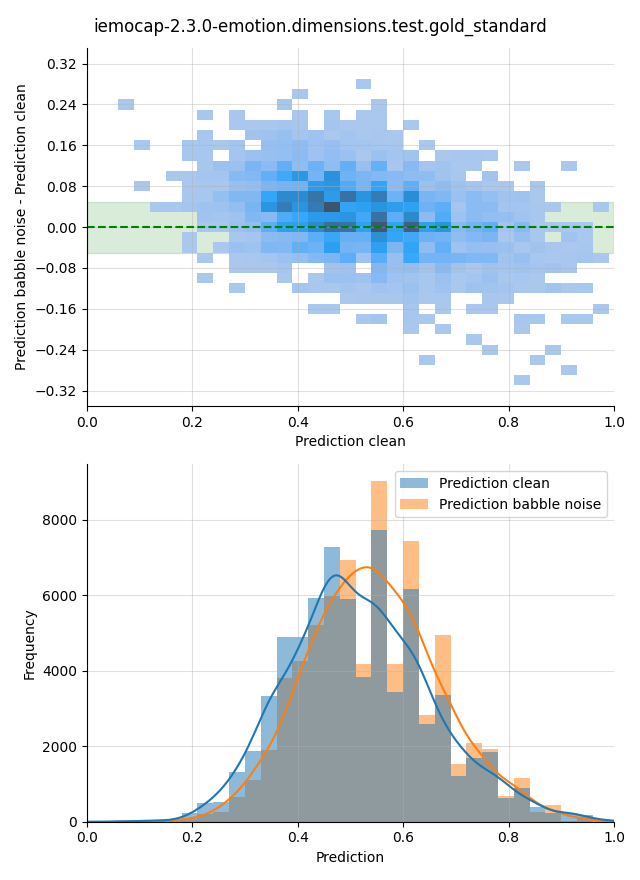 iemocap-2.3.0-emotion.dimensions.test.gold_standard
Prediction babble noise - Prediction clean
0.32
0.24
0.16
0.08
0.00
−0.08
−0.16
−0.24
−0.32
0.0 0.2 0.4 0.6 0.8 1.0
Prediction clean
Prediction clean
Prediction babble noise
Frequency
8000
6000
4000
2000
0
0.0 0.2 0.4 0.6 0.8 1.0
Prediction